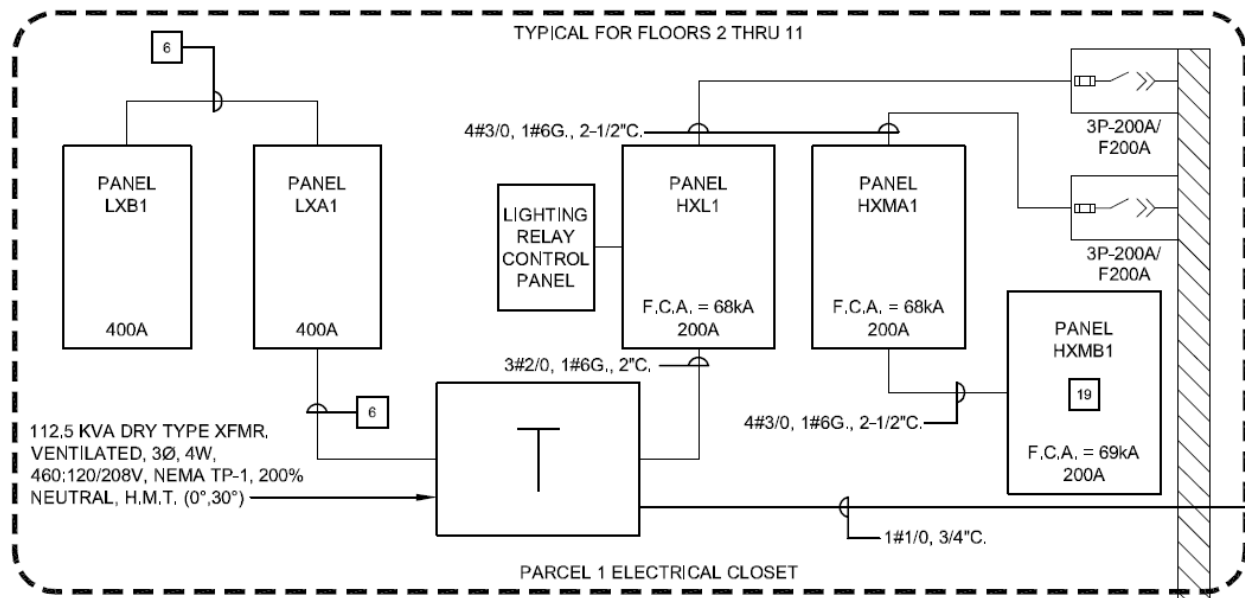 TYPICAL FOR FLOORS 2 THRU 11
6
4#3/0, 1#6G., 2-1/2"C.
3P-200A/
F200A
PANEL
LXB1
400A
PANEL
LXA1
400A
LIGHTING
RELAY
CONTROL
PANEL
PANEL
HXL1
F.C.A. = 68kA
200A
PANEL
HXMA1
F.C.A. = 68kA
200A
3P-200A/
F200A
PANEL
HXMB1
19
F.C.A. = 69kA
200A
3#2/0, 1#6G., 2"C.
6
4#3/0, 1#6G., 2-1/2"C.
112.5 KVA DRY TYPE XFMR,
VENTILATED, 3Ø, 4W,
460:120/208V, NEMA TP-1, 200%
NEUTRAL, H.M.T. (0°,30°)
T
1#1/0, 3/4"C.
PARCEL 1 ELECTRICAL CLOSET